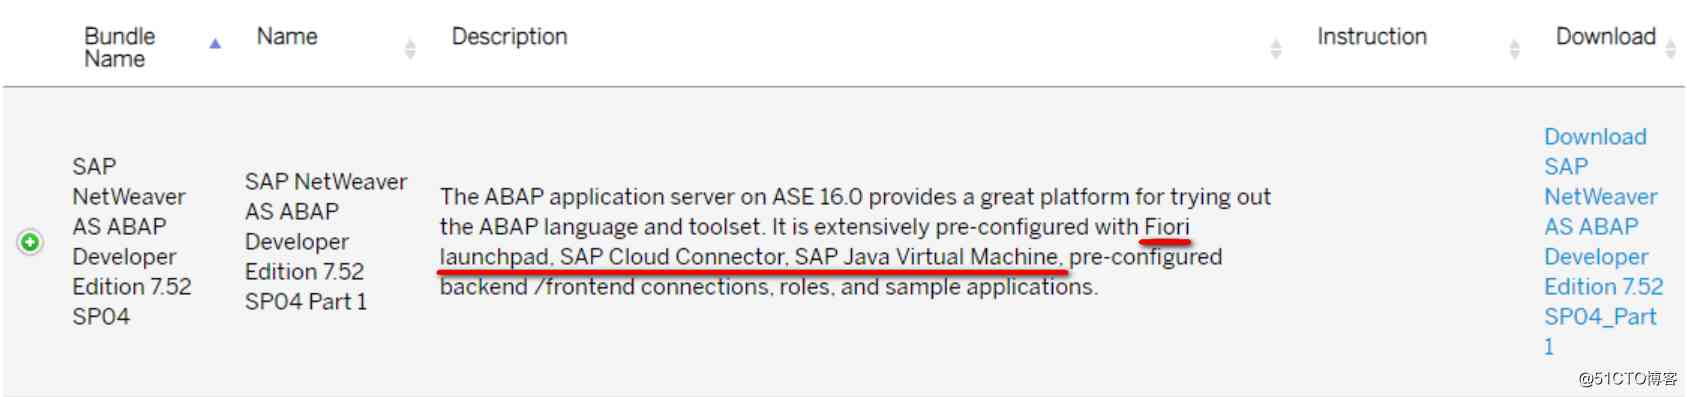 Bundle
Name
Name
Description
Instruction
Download
SAP
NetWeaver
AS ABAP
Developer
Edition 7.52
SP04
SAP NetWeaver
AS ABAP
Developer
Edition 7.52
SP04 Part 1
The ABAP application server on ASE 16.0 provides a great platform for trying out
the ABAP language and toolset. It is extensively pre-configured with Fiori
launchpad, SAP Cloud Connector, SAP Java Virtual Machine, pre-configured
backend /frontend connections, roles, and sample applications.
Download
SAP
NetWeaver
AS ABAP
Developer
Edition 7.52
SP04_Part
1
@51CTO博客